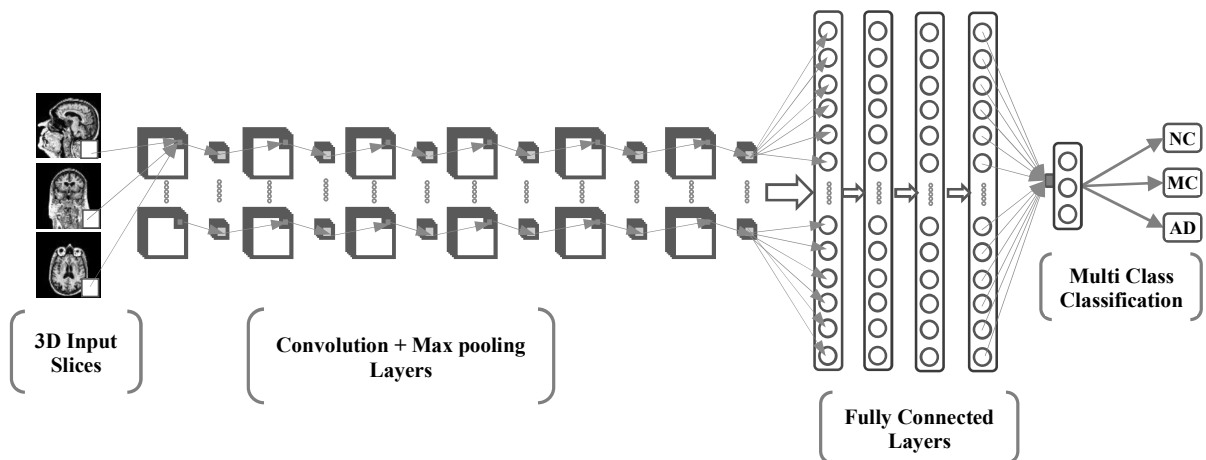 NC
MC
AD
3D Input
Slices
Convolution + Max pooling
Layers
Fully Connected
Layers
Multi Class
Classification